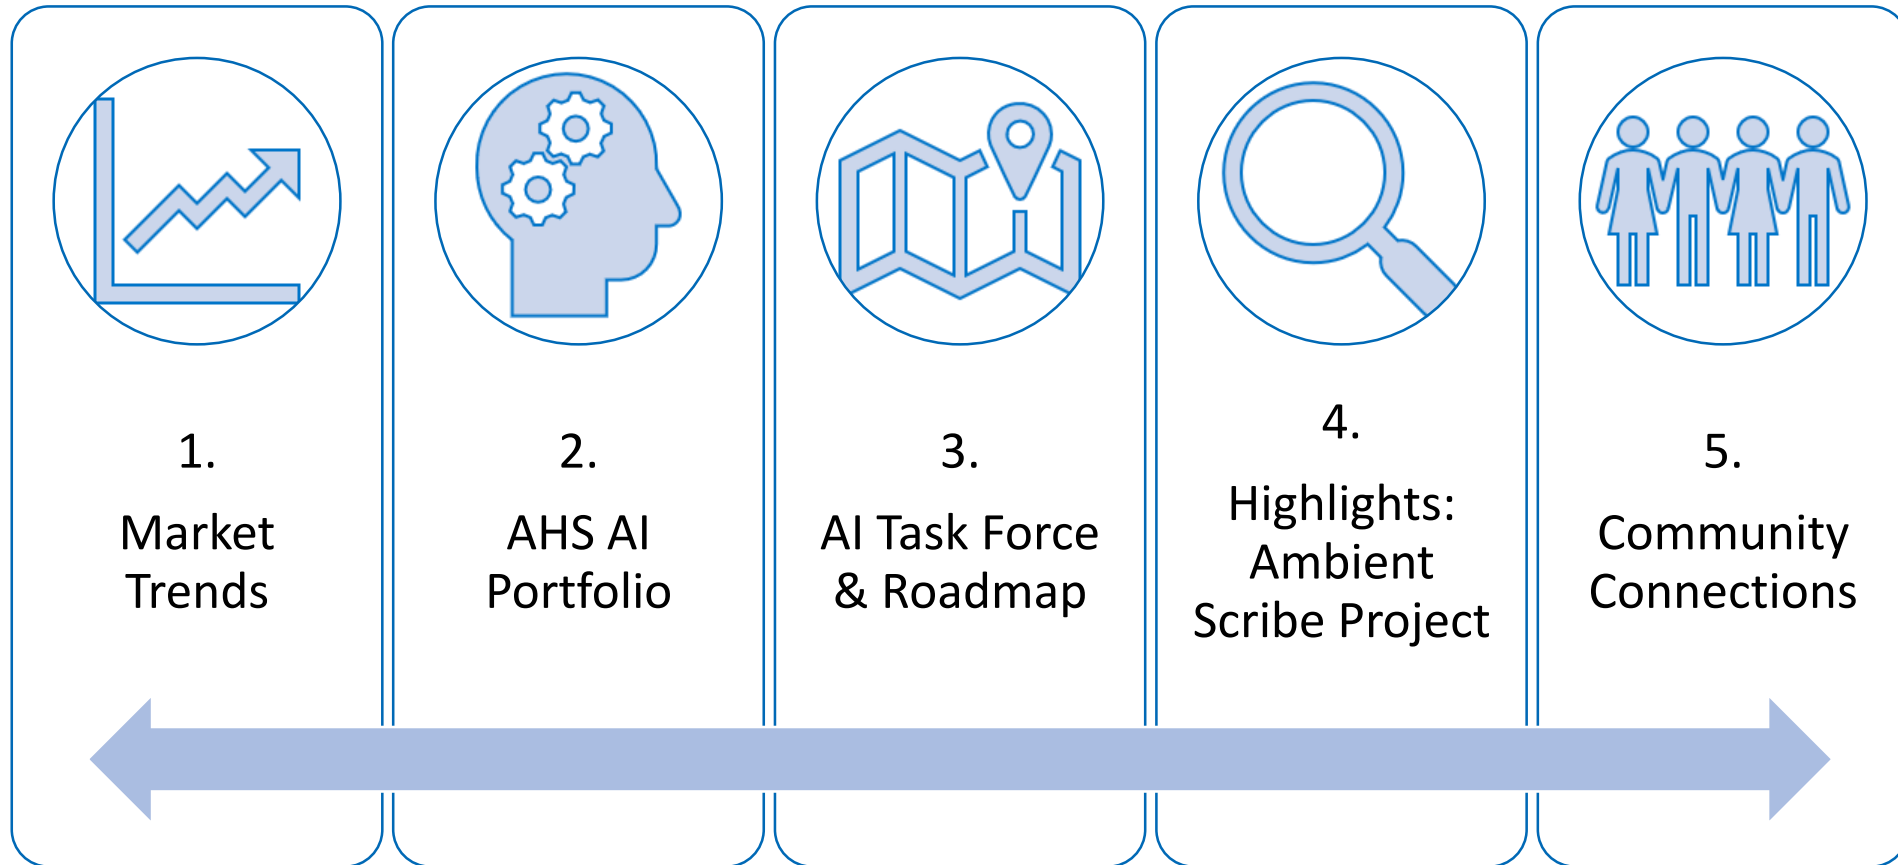 1.
Market
Trends
2.
AHS AI
Portfolio
3.
AI Task Force
& Roadmap
4.
Highlights:
Ambient
Scribe Project
5.
Community
Connections